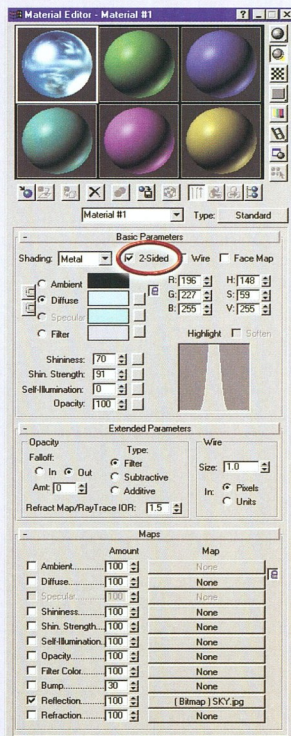 Material Editor - Material #1
Material #1 Type: Standard
- Basic Parameters
Shading: Metal 2-Sided Wire Face Map
Ambient R: 196 H: 148
Diffuse G: 227 S: 59
Specular B: 255 V: 255
Filter Highlight Soften
Shininess: 70
Shin. Strength: 91
Self-Illumination: 0
Opacity: 100
- Extended Parameters
Opacity Wire
Falloff: Type:
In Out Filter Size: 1.0
Subtractive In: Pixels
Amt: 0 Additive Units
Refract Map/RayTrace IOR: 1.5
- Maps
Amount Map
Ambient 100 None
Diffuse 100 None
Specular 100 None
Shininess 100 None
Shin. Strength 100 None
Self-Illumination 100 None
Opacity 100 None
Filter Color 100 None
Bump 30 None
Reflection 100 ( Bitmap ) SKY.jpg
Refraction 100 None